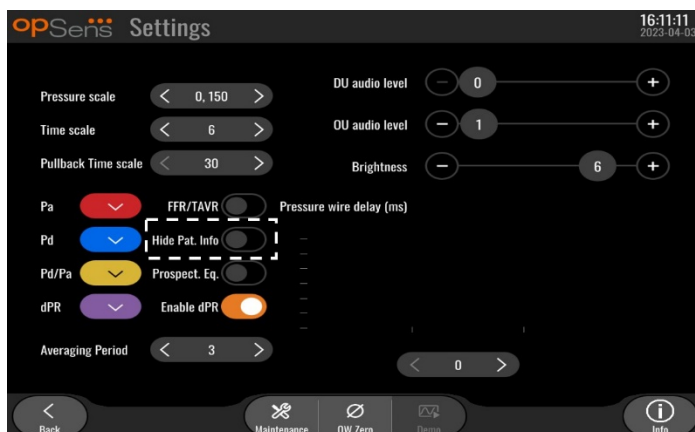 opSens Settings
16:11:11
2023-04-03
Pressure scale < 0, 150 >
Time scale < 6 >
Pullback Time scale < 30 >
DU audio level − 0 +
OU audio level − 1 +
Brightness − 6 +
Pa
FFR/TAVR
Pressure wire delay (ms)
Pd
Hide Pat. Info
Pd/Pa
Prospect. Eq.
dPR
Enable dPR
Averaging Period < 3 >
< 0 >
Back
Maintenance
OW Zero
Demo
Info